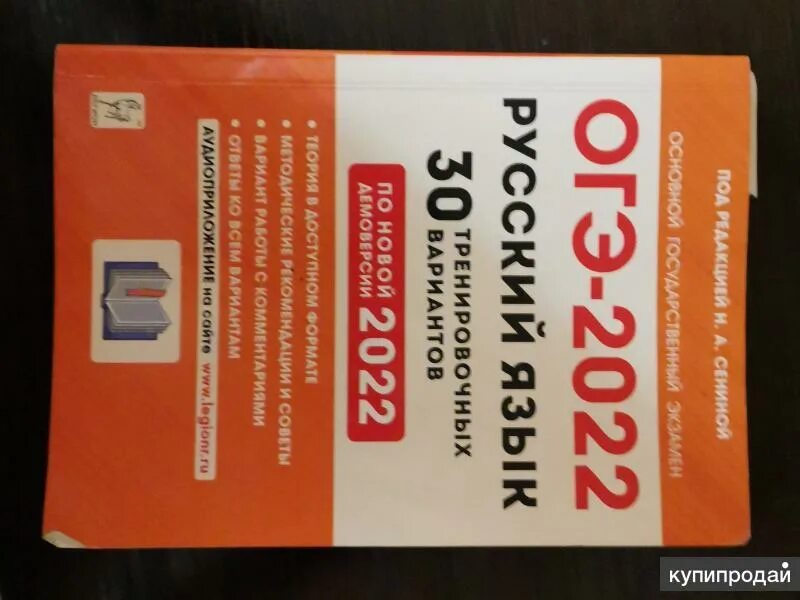 ПОД РЕДАКЦИЕЙ Н. А. СЕНИНОЙ
ОСНОВНОЙ ГОСУДАРСТВЕННЫЙ ЭКЗАМЕН
ОГЭ-2022
РУССКИЙ ЯЗЫК
30 ТРЕНИРОВОЧНЫХ
ВАРИАНТОВ
ПО НОВОЙ
ДЕМОВЕРСИИ 2022
• ТЕОРИЯ В ДОСТУПНОМ ФОРМАТЕ
• МЕТОДИЧЕСКИЕ РЕКОМЕНДАЦИИ И СОВЕТЫ
• ВАРИАНТ РАБОТЫ С КОММЕНТАРИЯМИ
• ОТВЕТЫ КО ВСЕМ ВАРИАНТАМ
АУДИОПРИЛОЖЕНИЕ на сайте www.legionr.ru
купипродай